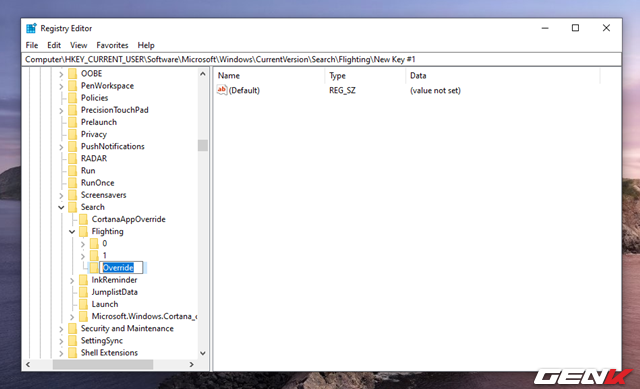 Registry Editor
File Edit View Favorites Help
Computer\HKEY_CURRENT_USER\Software\Microsoft\Windows\CurrentVersion\Search\Flighting\New Key #1
OOBE
PenWorkspace
Policies
PrecisionTouchPad
Prelaunch
Privacy
PushNotifications
RADAR
Run
RunOnce
Screensavers
Search
CortanaAppOverride
Flighting
0
1
Override
InkReminder
JumplistData
Launch
Microsoft.Windows.Cortana_c
Security and Maintenance
SettingSync
Shell Extensions
Name Type Data
ab (Default) REG_SZ (value not set)
GENK